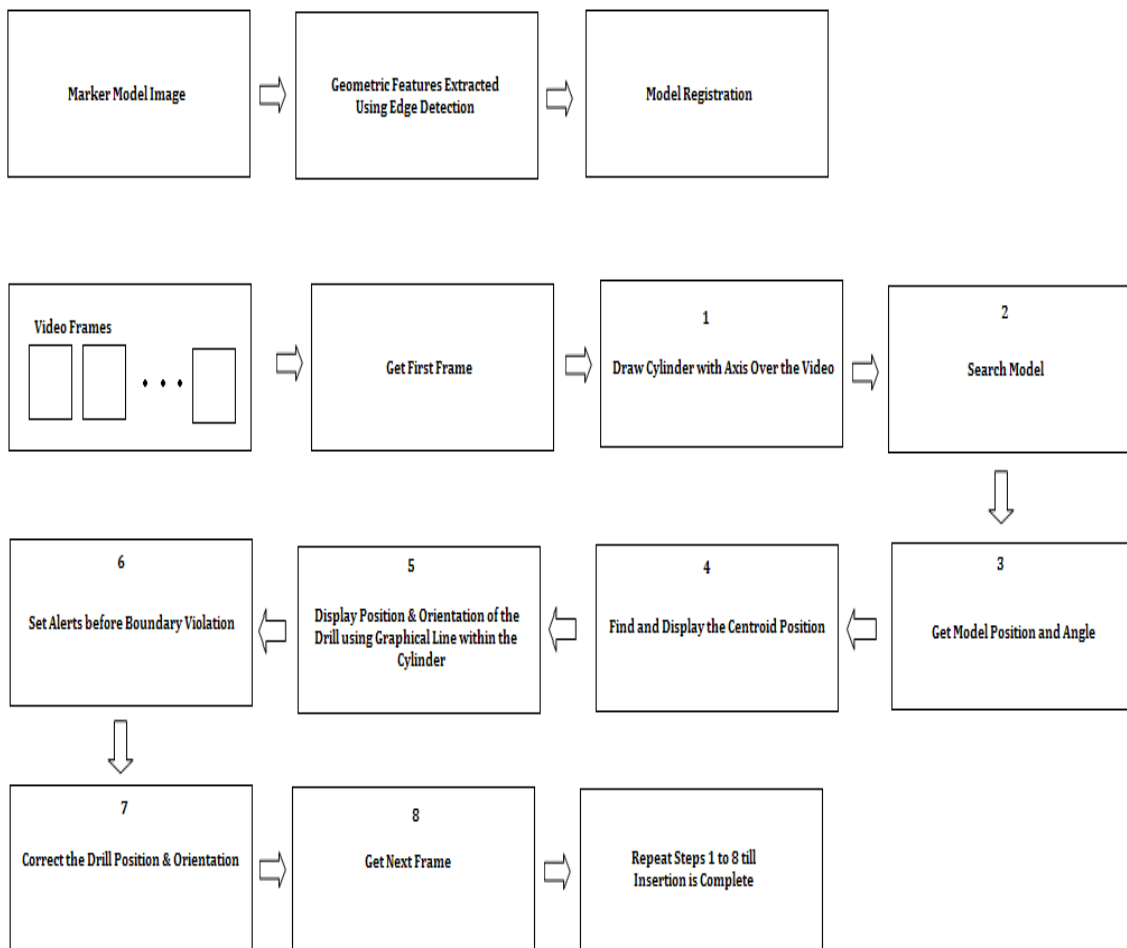 Marker Model Image
Geometric Features Extracted
Using Edge Detection
Model Registration
Video Frames
Get First Frame
1
Draw Cylinder with Axis Over the Video
2
Search Model
3
Get Model Position and Angle
4
Find and Display the Centroid Position
5
Display Position & Orientation of the
Drill using Graphical Line within the
Cylinder
6
Set Alerts before Boundary Violation
7
Correct the Drill Position & Orientation
8
Get Next Frame
Repeat Steps 1 to 8 till
Insertion is Complete